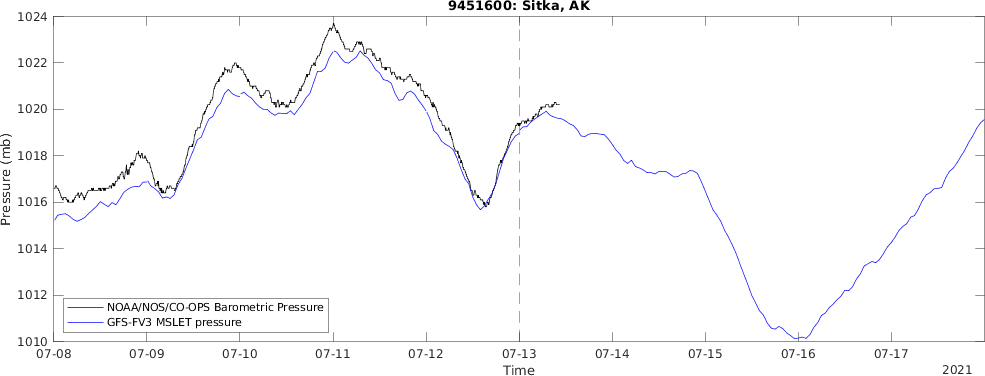 9451600: Sitka, AK
1024
1022
1020
1018
1016
1014
1012
1010
Pressure (mb)
NOAA/NOS/CO-OPS Barometric Pressure
GFS-FV3 MSLET pressure
07-08 07-09 07-10 07-11 07-12 07-13 07-14 07-15 07-16 07-17
Time
2021